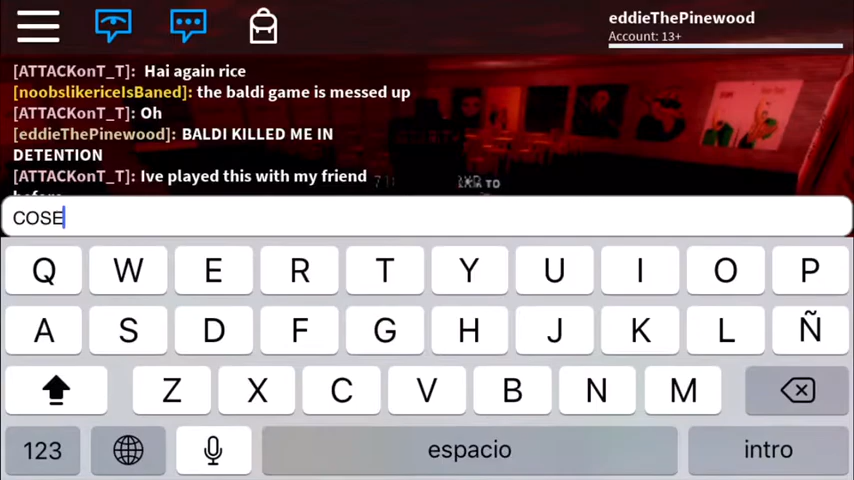 eddieThePinewood
Account: 13+
[ATTACKonT_T]: Hai again rice
[noobslikericeIsBaned]: the baldi game is messed up
[ATTACKonT_T]: Oh
[eddieThePinewood]: BALDI KILLED ME IN
DETENTION
[ATTACKonT_T]: Ive played this with my friend
before
COSE
Q W E R T Y U I O P
A S D F G H J K L Ñ
Z X C V B N M
123 espacio intro